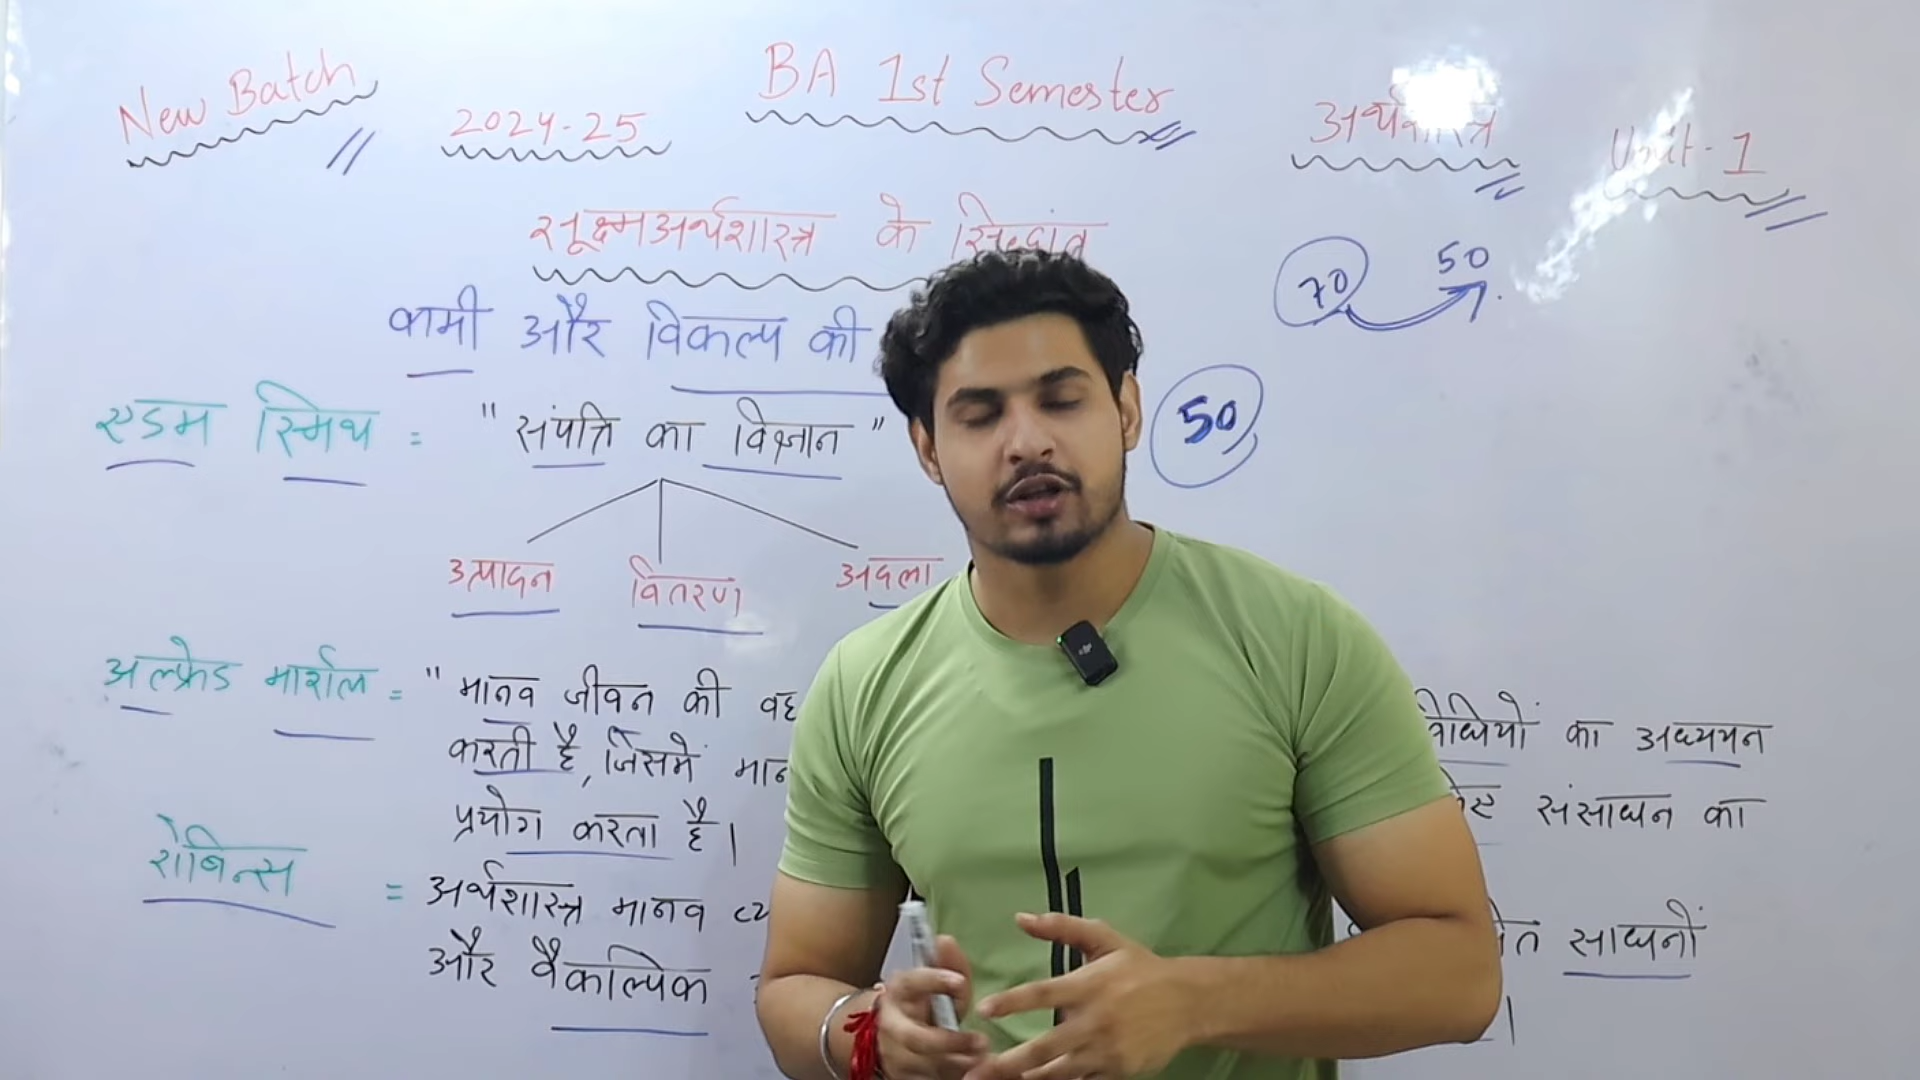 New Batch 2024-25 BA 1st Semester अर्थशास्त्र Unit-1
सूक्ष्मअर्थशास्त्र के सिद्धांत
70 50
कमी और विकल्प की
एडम स्मिथ = "संपत्ति का विज्ञान" 50
उत्पादन वितरण अदला
अल्फ्रेड मार्शल = "मानव जीवन की वह का अध्ययन
करती है, जिसमें संसाधन का
प्रयोग करता है।
रोबिन्स = अर्थशास्त्र मानव साधनों
और वैकल्पिक